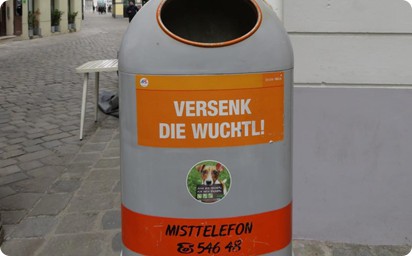 VERSENK
DIE WUCHTL!
MISTTELEFON
546 48